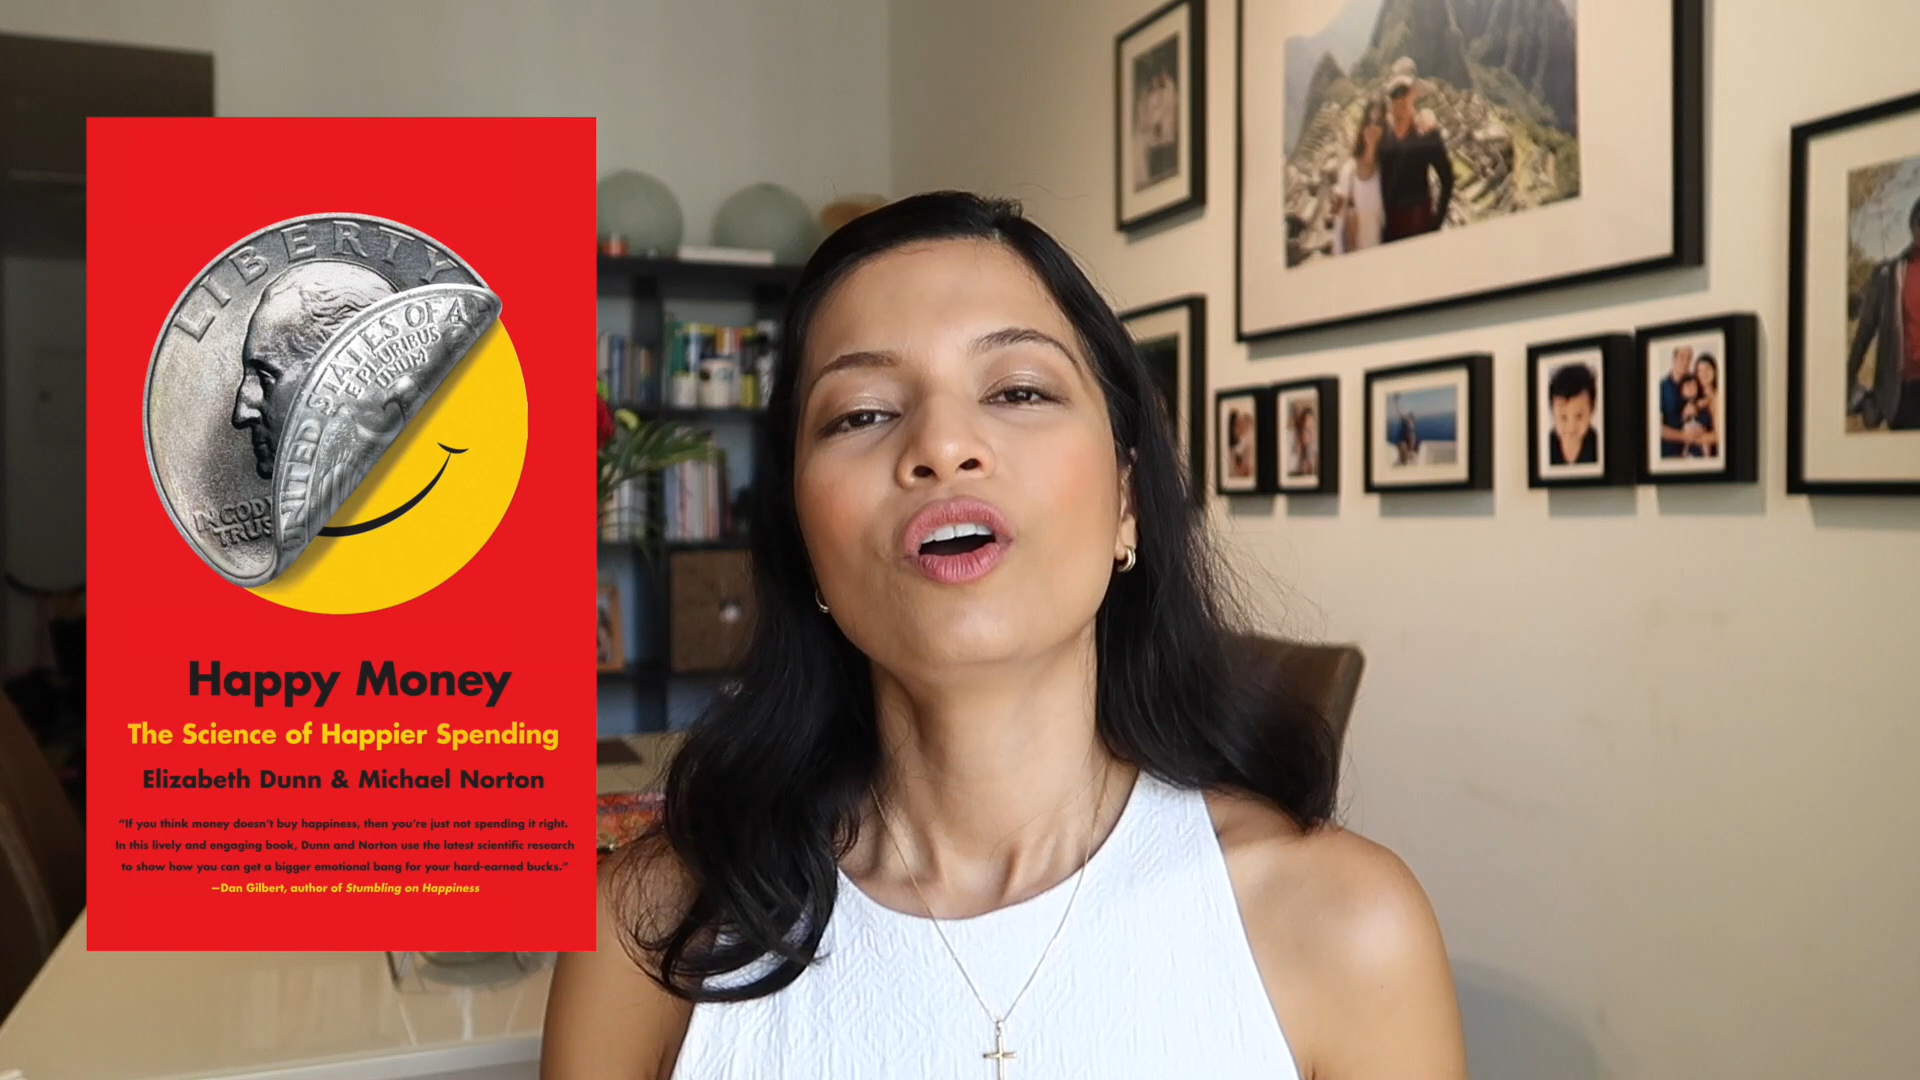 LIBERTY
IN GOD
TRUS
UNITED STATES OF A
E PLURIBUS
UNUM
Happy Money
The Science of Happier Spending
Elizabeth Dunn & Michael Norton
“If you think money doesn’t buy happiness, then you’re just not spending it right.
In this lively and engaging book, Dunn and Norton use the latest scientific research
to show how you can get a bigger emotional bang for your hard-earned bucks.”
—Dan Gilbert, author of Stumbling on Happiness